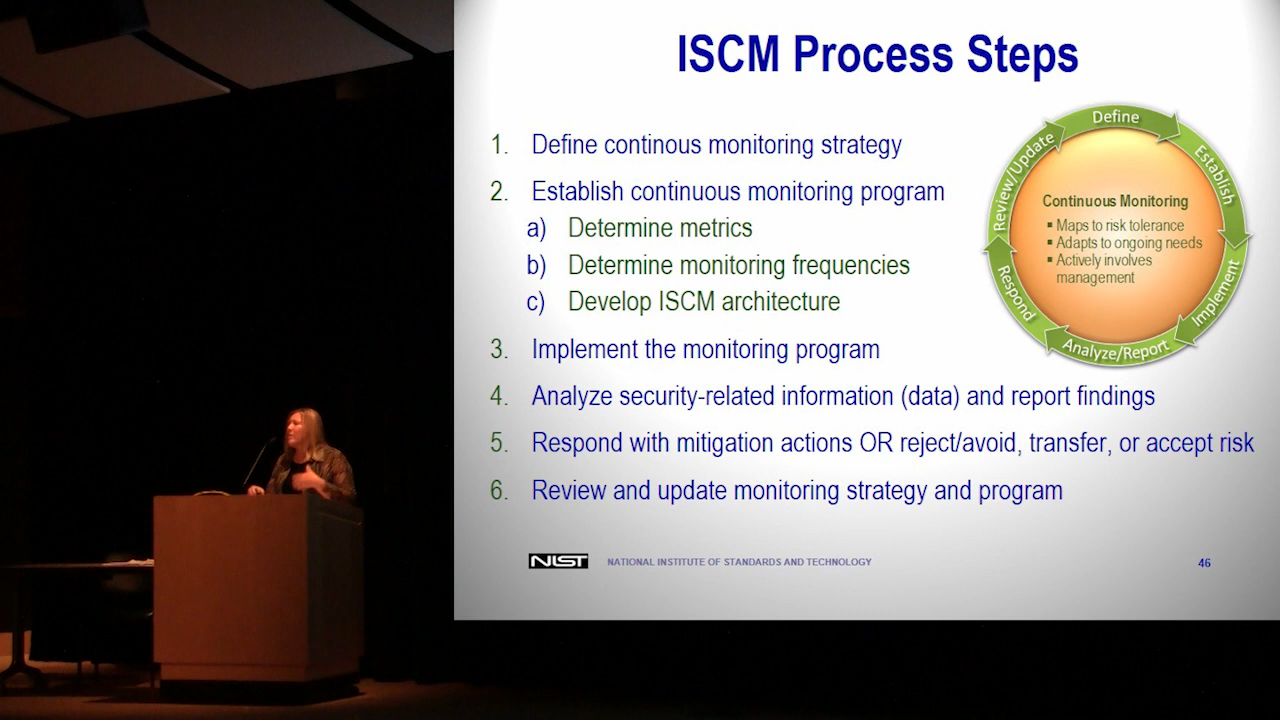 ISCM Process Steps
1. Define continous monitoring strategy
2. Establish continuous monitoring program
a) Determine metrics
b) Determine monitoring frequencies
c) Develop ISCM architecture
3. Implement the monitoring program
4. Analyze security-related information (data) and report findings
5. Respond with mitigation actions OR reject/avoid, transfer, or accept risk
6. Review and update monitoring strategy and program
Define
Establish
Implement
Analyze/Report
Respond
Review/Update
Continuous Monitoring
▪ Maps to risk tolerance
▪ Adapts to ongoing needs
▪ Actively involves
management
NIST NATIONAL INSTITUTE OF STANDARDS AND TECHNOLOGY 46